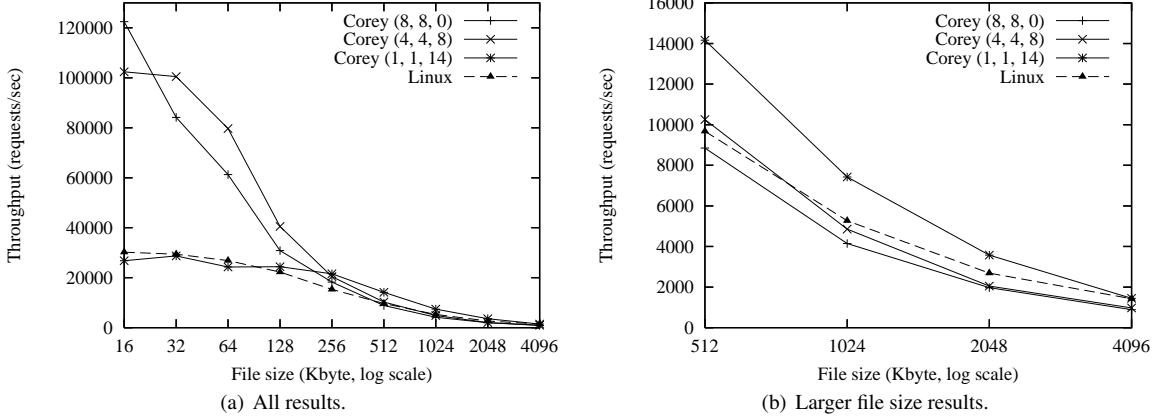 120000
100000
80000
60000
40000
20000
0
Throughput (requests/sec)
Corey (8, 8, 0)
Corey (4, 4, 8)
Corey (1, 1, 14)
Linux
16 32 64 128 256 512 1024 2048 4096
File size (Kbyte, log scale)
(a) All results.
16000
14000
12000
10000
8000
6000
4000
2000
0
Throughput (requests/sec)
Corey (8, 8, 0)
Corey (4, 4, 8)
Corey (1, 1, 14)
Linux
512 1024 2048 4096
File size (Kbyte, log scale)
(b) Larger file size results.